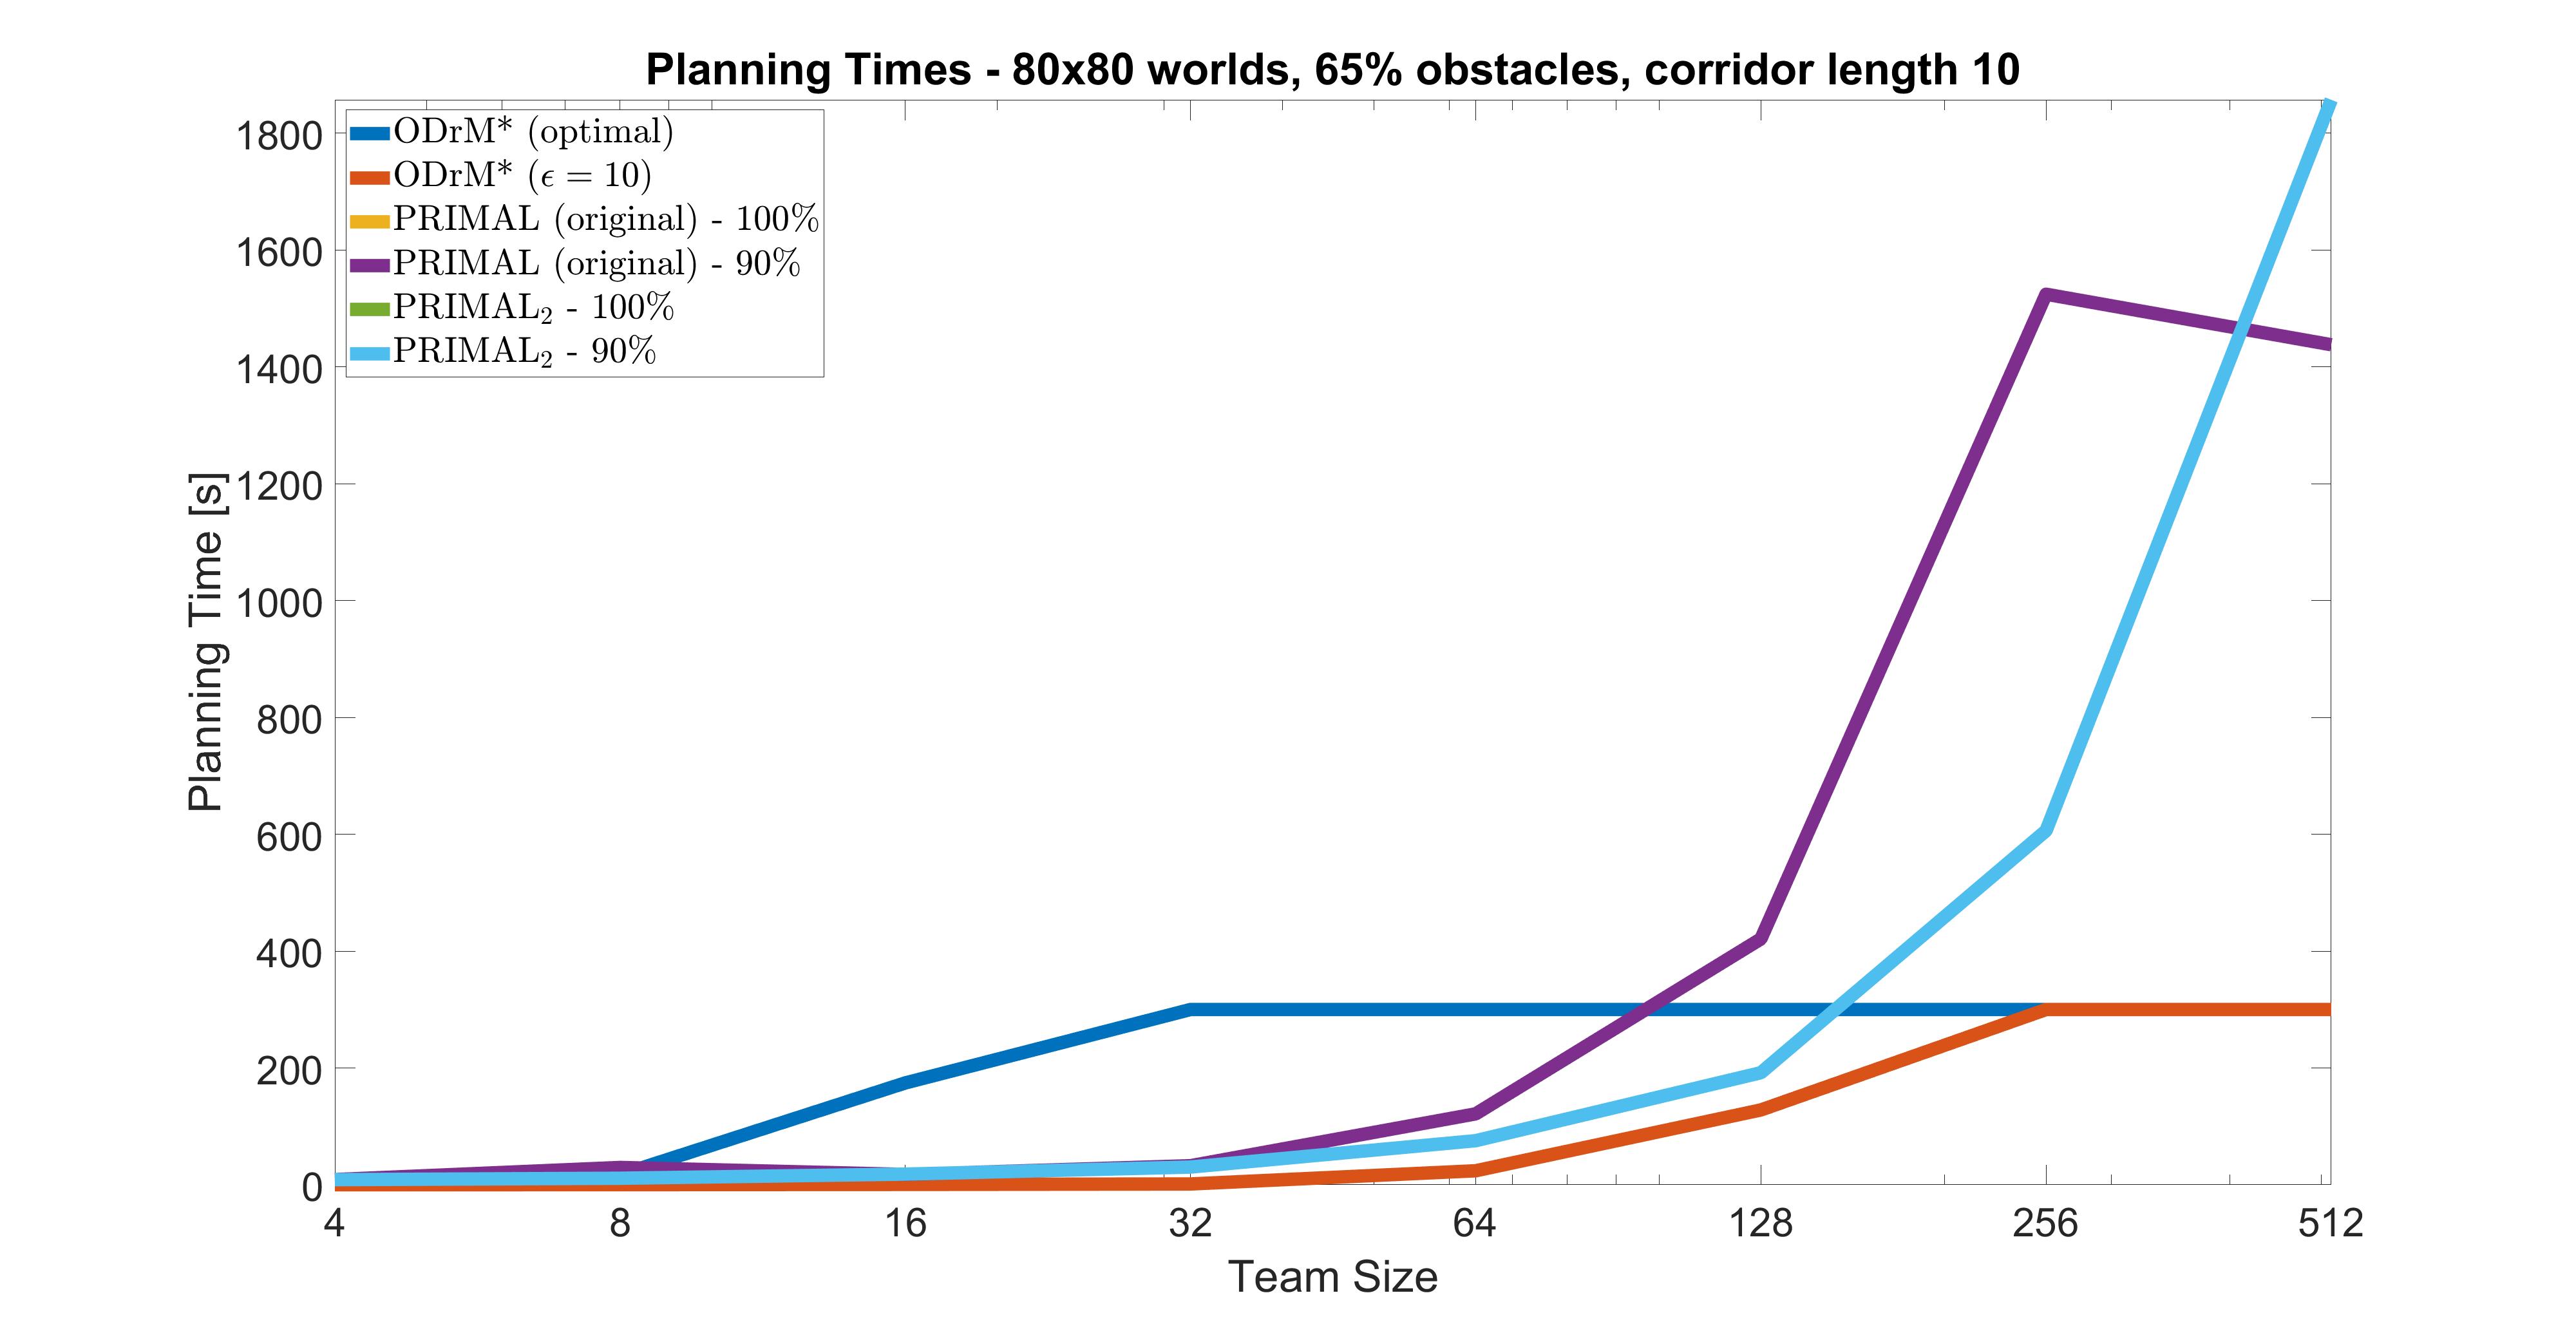 Planning Times - 80x80 worlds, 65% obstacles, corridor length 10
ODrM* (optimal)
ODrM* (ϵ = 10)
PRIMAL (original) - 100%
PRIMAL (original) - 90%
PRIMAL₂ - 100%
PRIMAL₂ - 90%
Planning Time [s]
1800
1600
1400
1200
1000
800
600
400
200
0
4 8 16 32 64 128 256 512
Team Size